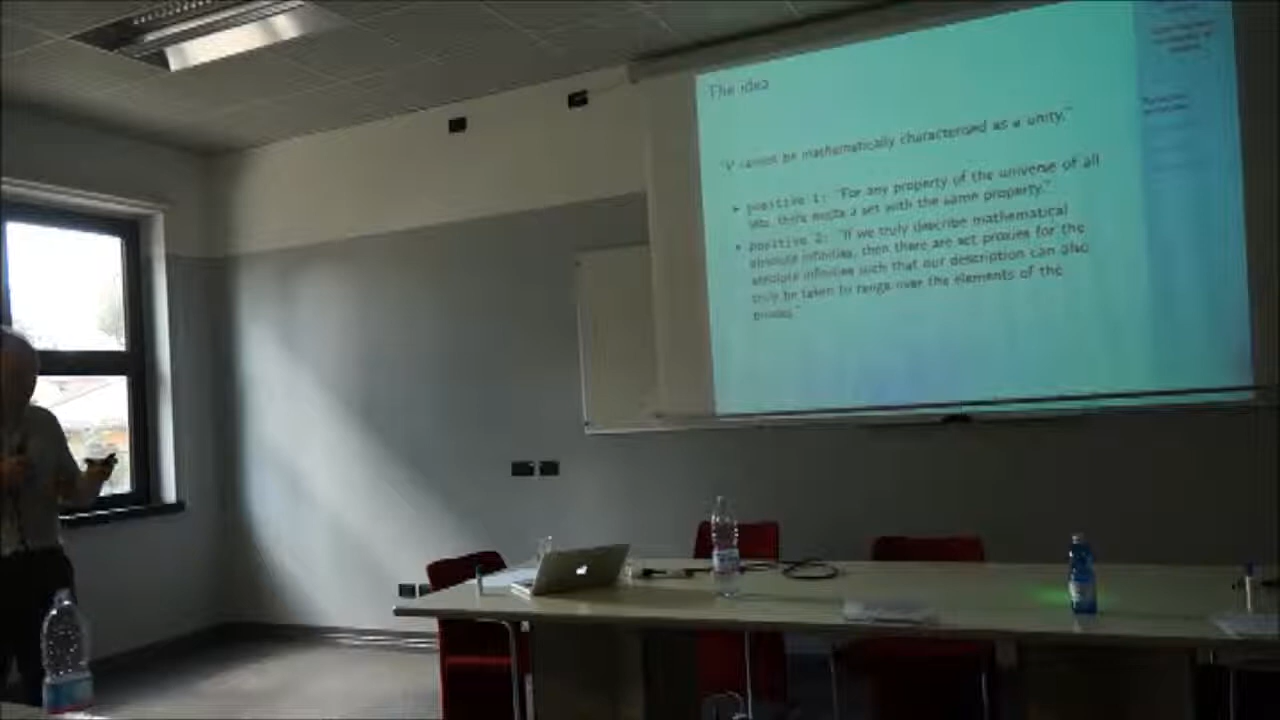 The idea
"V cannot be mathematically characterised as a unity."
▸ positive 1: "For any property of the universe of all
sets, there exists a set with the same property."
▸ positive 2: "If we truly describe mathematical
absolute infinities, then there are set proxies for the
absolute infinities such that our description can also
truly be taken to range over the elements of the
proxies."